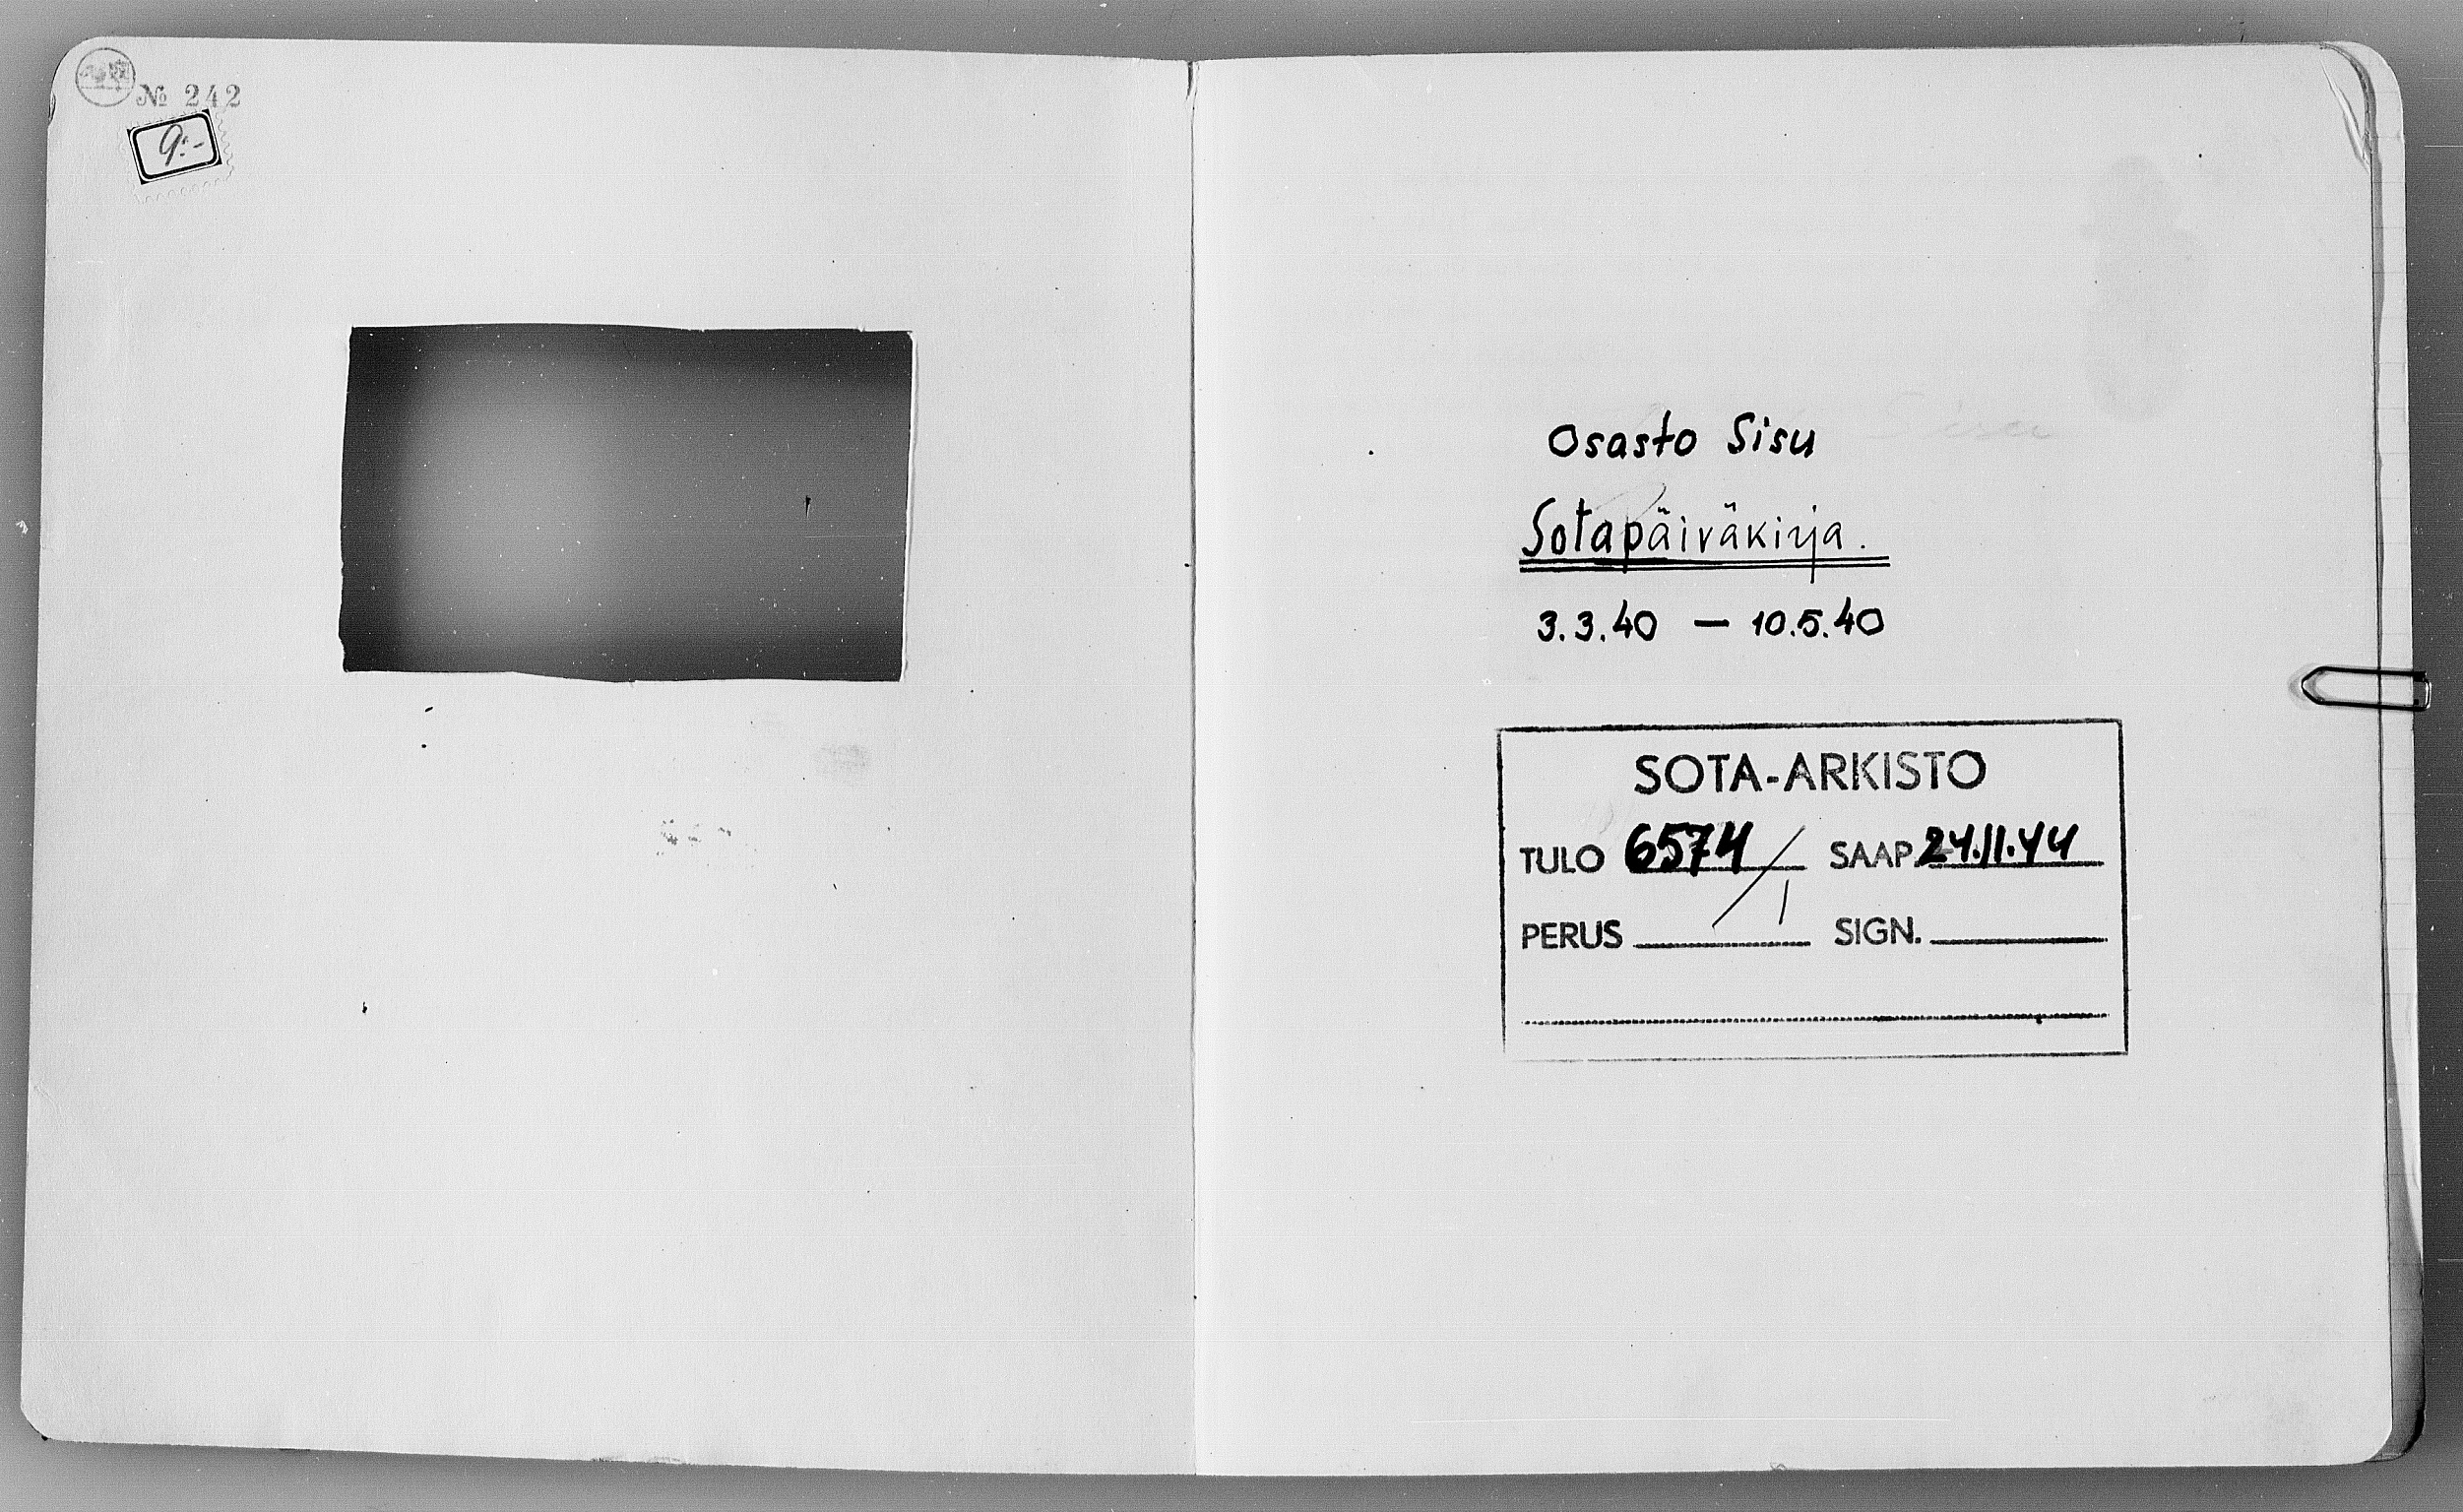 № 242
9:-
Osasto Sisu
Sotapäiväkirja.
3.3.40 — 10.5.40
SOTA-ARKISTO
TULO 6574/1 SAAP. 24.11.44
PERUS SIGN.